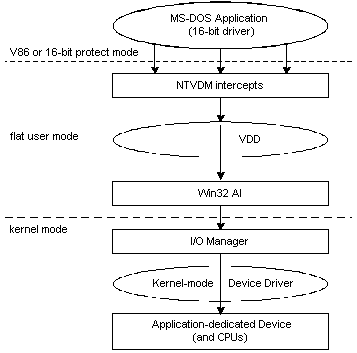 MS-DOS Application
(16-bit driver)
V86 or 16-bit protect mode
NTVDM intercepts
flat user mode
VDD
Win32 AI
kernel mode
I/O Manager
Kernel-mode Device Driver
Application-dedicated Device
(and CPUs)